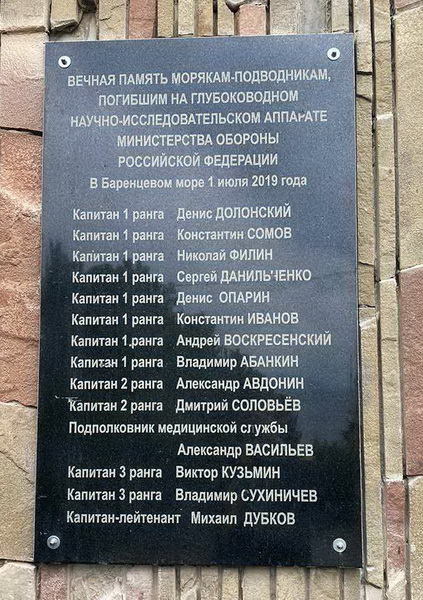 ВЕЧНАЯ ПАМЯТЬ МОРЯКАМ-ПОДВОДНИКАМ,
ПОГИБШИМ НА ГЛУБОКОВОДНОМ
НАУЧНО-ИССЛЕДОВАТЕЛЬСКОМ АППАРАТЕ
МИНИСТЕРСТВА ОБОРОНЫ
РОССИЙСКОЙ ФЕДЕРАЦИИ
В Баренцевом море 1 июля 2019 года
Капитан 1 ранга Денис ДОЛОНСКИЙ
Капитан 1 ранга Константин СОМОВ
Капитан 1 ранга Николай ФИЛИН
Капитан 1 ранга Сергей ДАНИЛЬЧЕНКО
Капитан 1 ранга Денис ОПАРИН
Капитан 1 ранга Константин ИВАНОВ
Капитан 1 ранга Андрей ВОСКРЕСЕНСКИЙ
Капитан 1 ранга Владимир АБАНКИН
Капитан 2 ранга Александр АВДОНИН
Капитан 2 ранга Дмитрий СОЛОВЬЁВ
Подполковник медицинской службы
Александр ВАСИЛЬЕВ
Капитан 3 ранга Виктор КУЗЬМИН
Капитан 3 ранга Владимир СУХИНИЧЕВ
Капитан-лейтенант Михаил ДУБКОВ